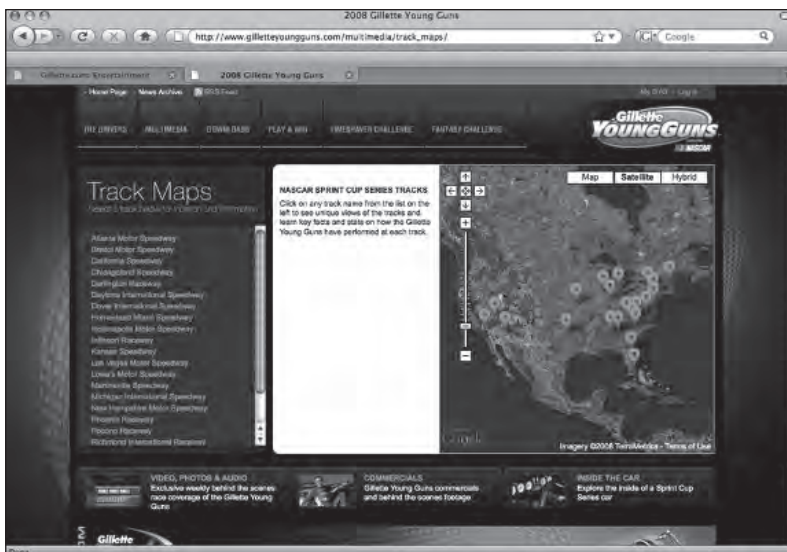 2008 Gillette Young Guns
http://www.gilletteyoungguns.com/multimedia/track_maps/
Google
Entertainment
2008 Gillette Young Guns
Home Page
News Archive
RSS Feed
THE DRIVERS
MULTIMEDIA
DOWNLOADS
PLAY & WIN
FANTASY CHALLENGE
Gillette
YOUNG GUNS
NASCAR
Track Maps
NASCAR SPRINT CUP SERIES TRACKS
Click on any track name from the list on the
left to see unique views of the tracks and
learn key facts and stats on how the Gillette
Young Guns have performed at each track.
Map
Satellite
Hybrid
Atlanta Motor Speedway
Bristol Motor Speedway
California Speedway
Chicagoland Speedway
Darlington Raceway
Daytona International Speedway
Dover International Speedway
Homestead Miami Speedway
Indianapolis Motor Speedway
Infineon Raceway
Kansas Speedway
Las Vegas Motor Speedway
Lowe's Motor Speedway
Martinsville Speedway
Michigan International Speedway
New Hampshire Motor Speedway
Phoenix Raceway
Pocono Raceway
Richmond International Raceway
Google
Imagery ©2008 TerraMetrics - Terms of Use
VIDEO, PHOTOS & AUDIO
Exclusive weekly behind the scenes
race coverage of the Gillette Young
Guns
COMMERCIALS
Gillette Young Guns commercials
and behind the scenes footage
INSIDE THE CAR
Explore the inside of a Sprint Cup
Series car
Gillette